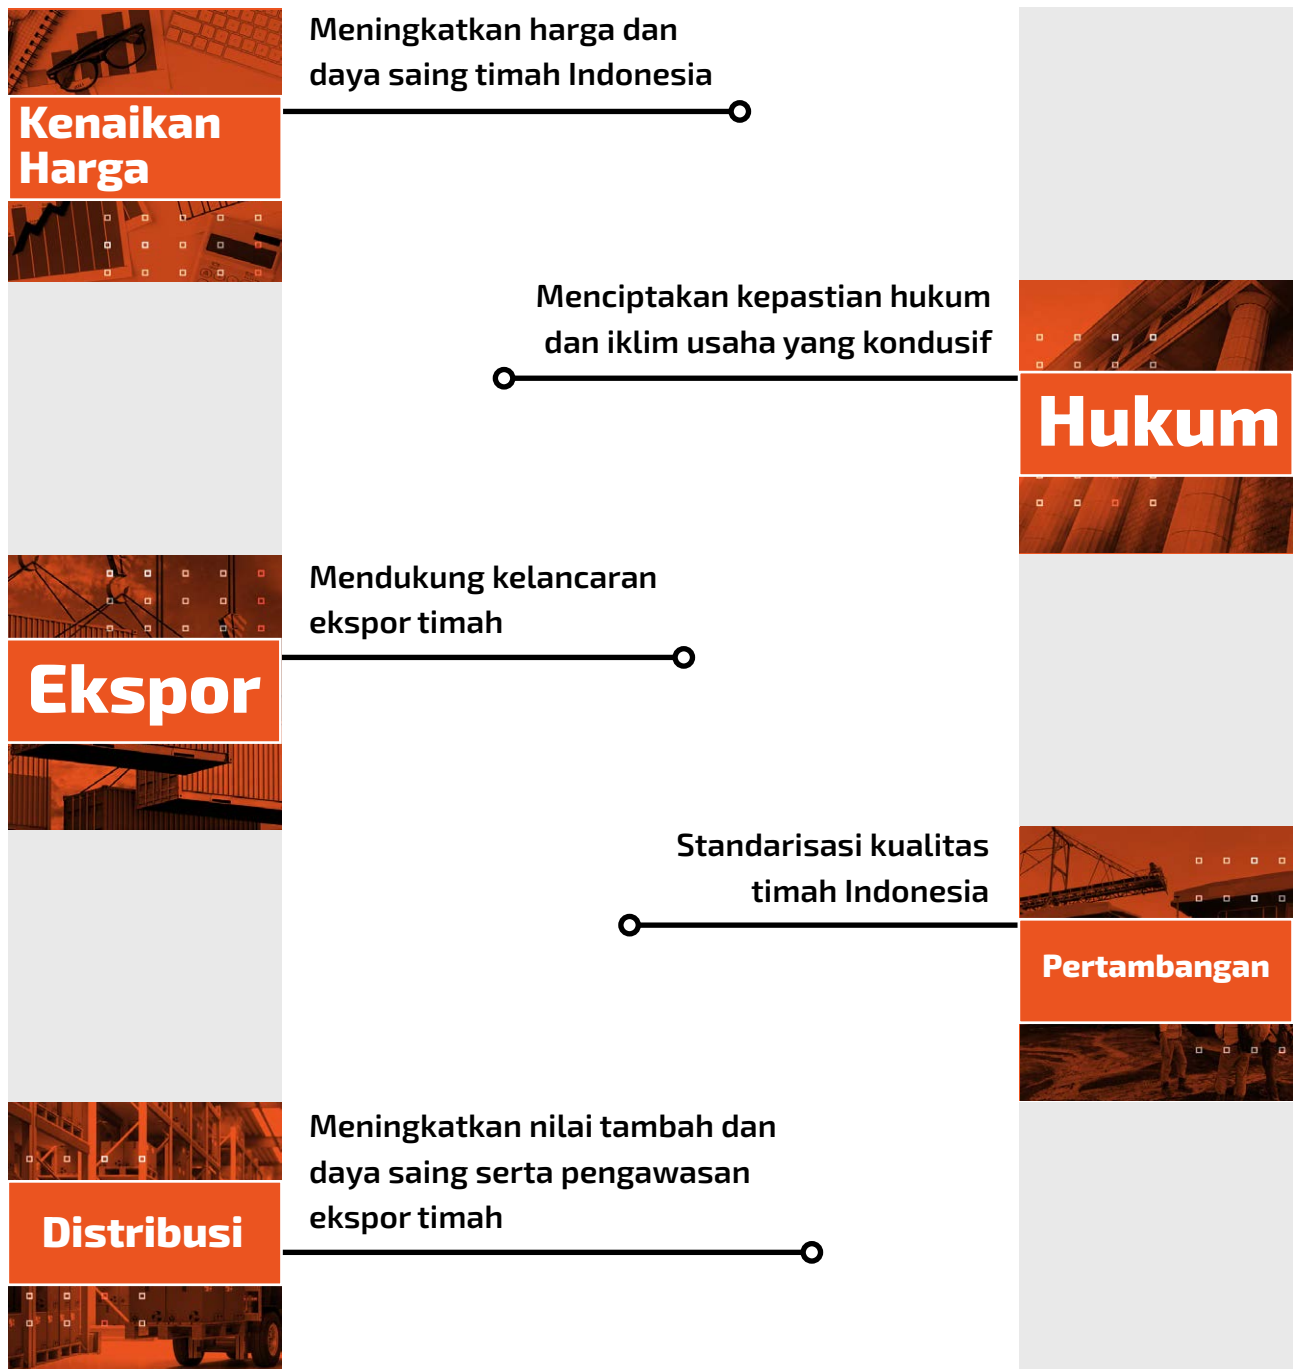 Meningkatkan harga dan
daya saing timah Indonesia
Kenaikan
Harga
Menciptakan kepastian hukum
dan iklim usaha yang kondusif
Hukum
Mendukung kelancaran
ekspor timah
Ekspor
Standarisasi kualitas
timah Indonesia
Pertambangan
Meningkatkan nilai tambah dan
daya saing serta pengawasan
ekspor timah
Distribusi